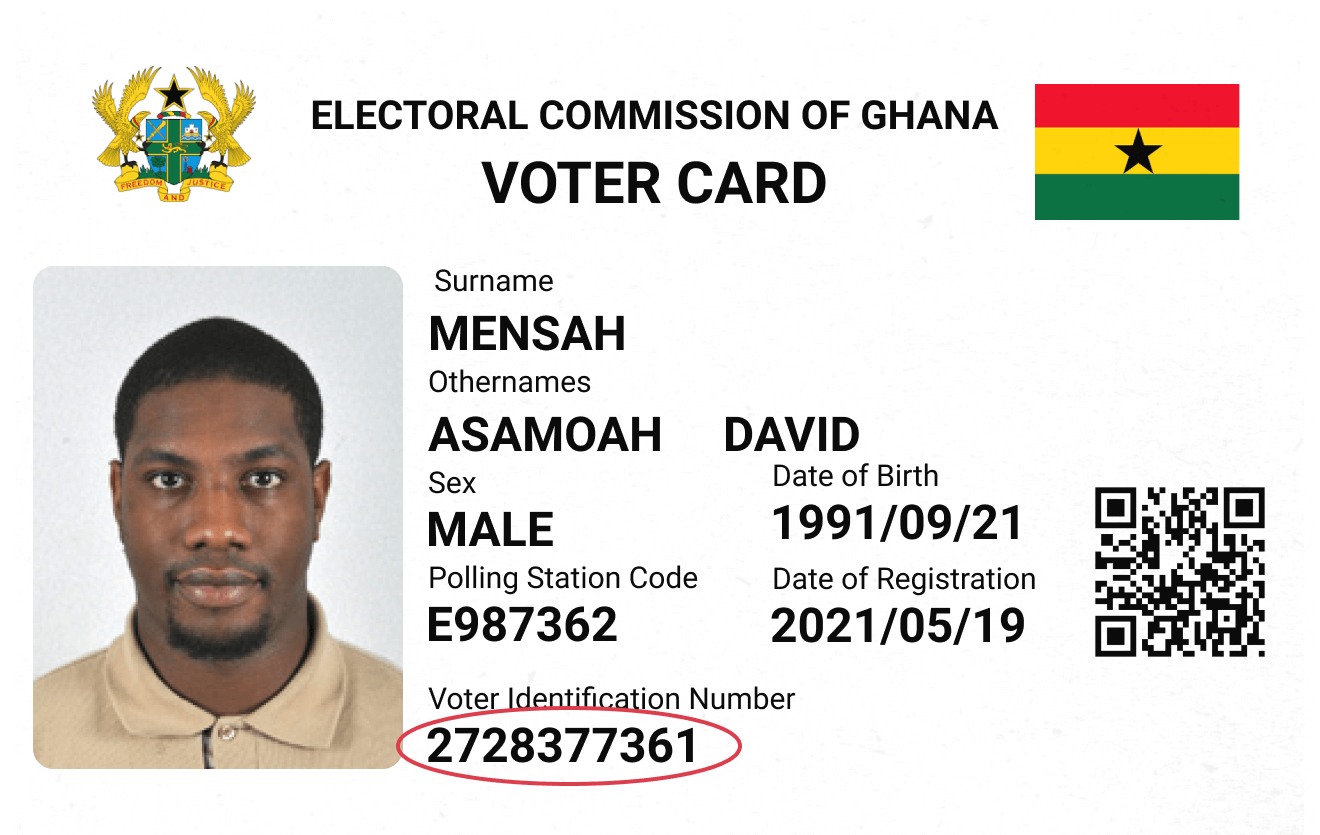 ELECTORAL COMMISSION OF GHANA
VOTER CARD
FREEDOM AND JUSTICE
Surname
MENSAH
Othernames
ASAMOAH DAVID
Sex
MALE
Date of Birth
1991/09/21
Polling Station Code
E987362
Date of Registration
2021/05/19
Voter Identification Number
2728377361